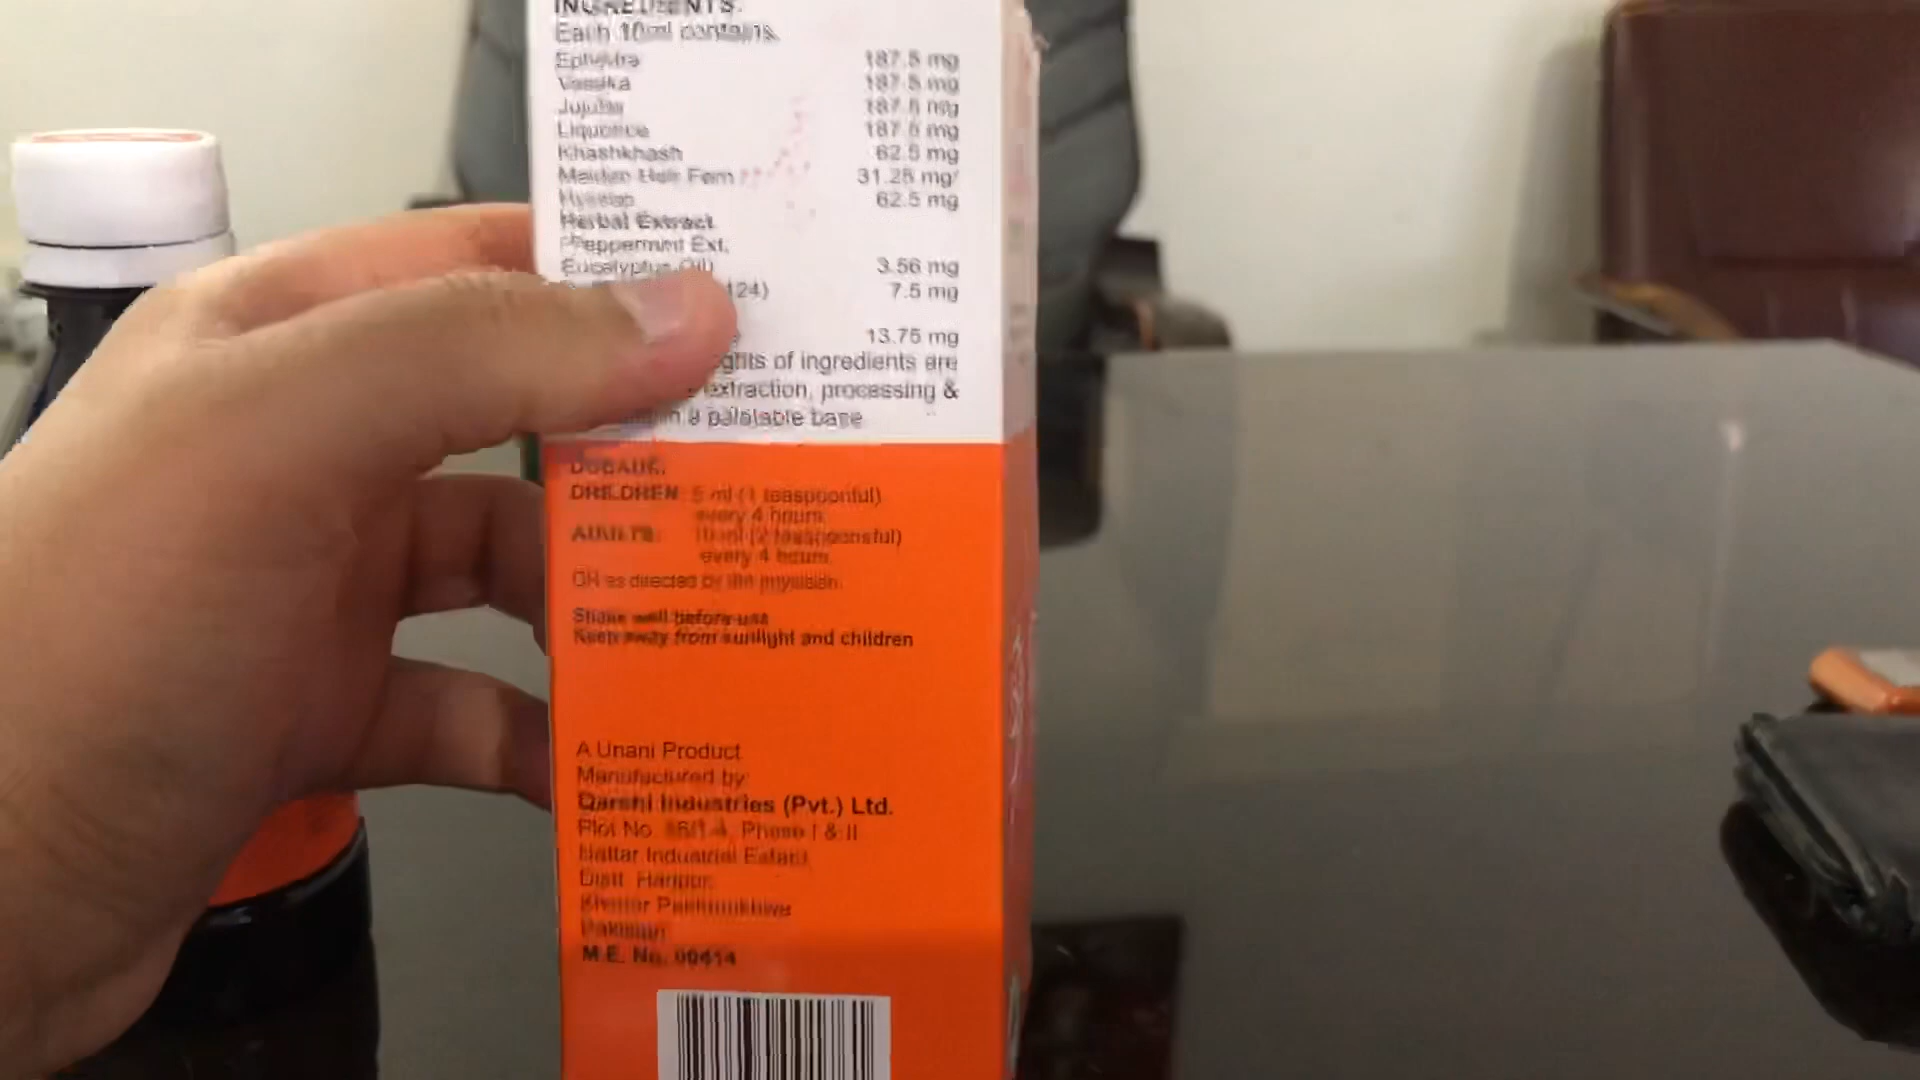 INGREDIENTS:
Each 10ml contains.
Ephedra 187.5 mg
Vasaka 187.5 mg
Jujube 187.5 mg
Liquorice 187.5 mg
Khashkhash 62.5 mg
Maiden Hair Fern 31.25 mg
Hyssop 62.5 mg
Herbal Extract
(Peppermint Ext.
Eucalyptus Oil) 3.56 mg
124) 7.5 mg
13.75 mg
of ingredients are
extraction, processing &
a palatable base
DOSAGE:
CHILDREN: 5 ml (1 teaspoonful)
every 4 hours
ADULTS: 10 ml (2 teaspoonsful)
every 4 hours
OR as directed by the physician.
Shake well before use
Keep away from sunlight and children
A Unani Product
Manufactured by:
Qarshi Industries (Pvt.) Ltd.
Plot No. Phase I & II
Hattar Industrial Estate
Distt. Haripur,
Khyber Pakhtunkhwa
Pakistan
M.E. No. 00414